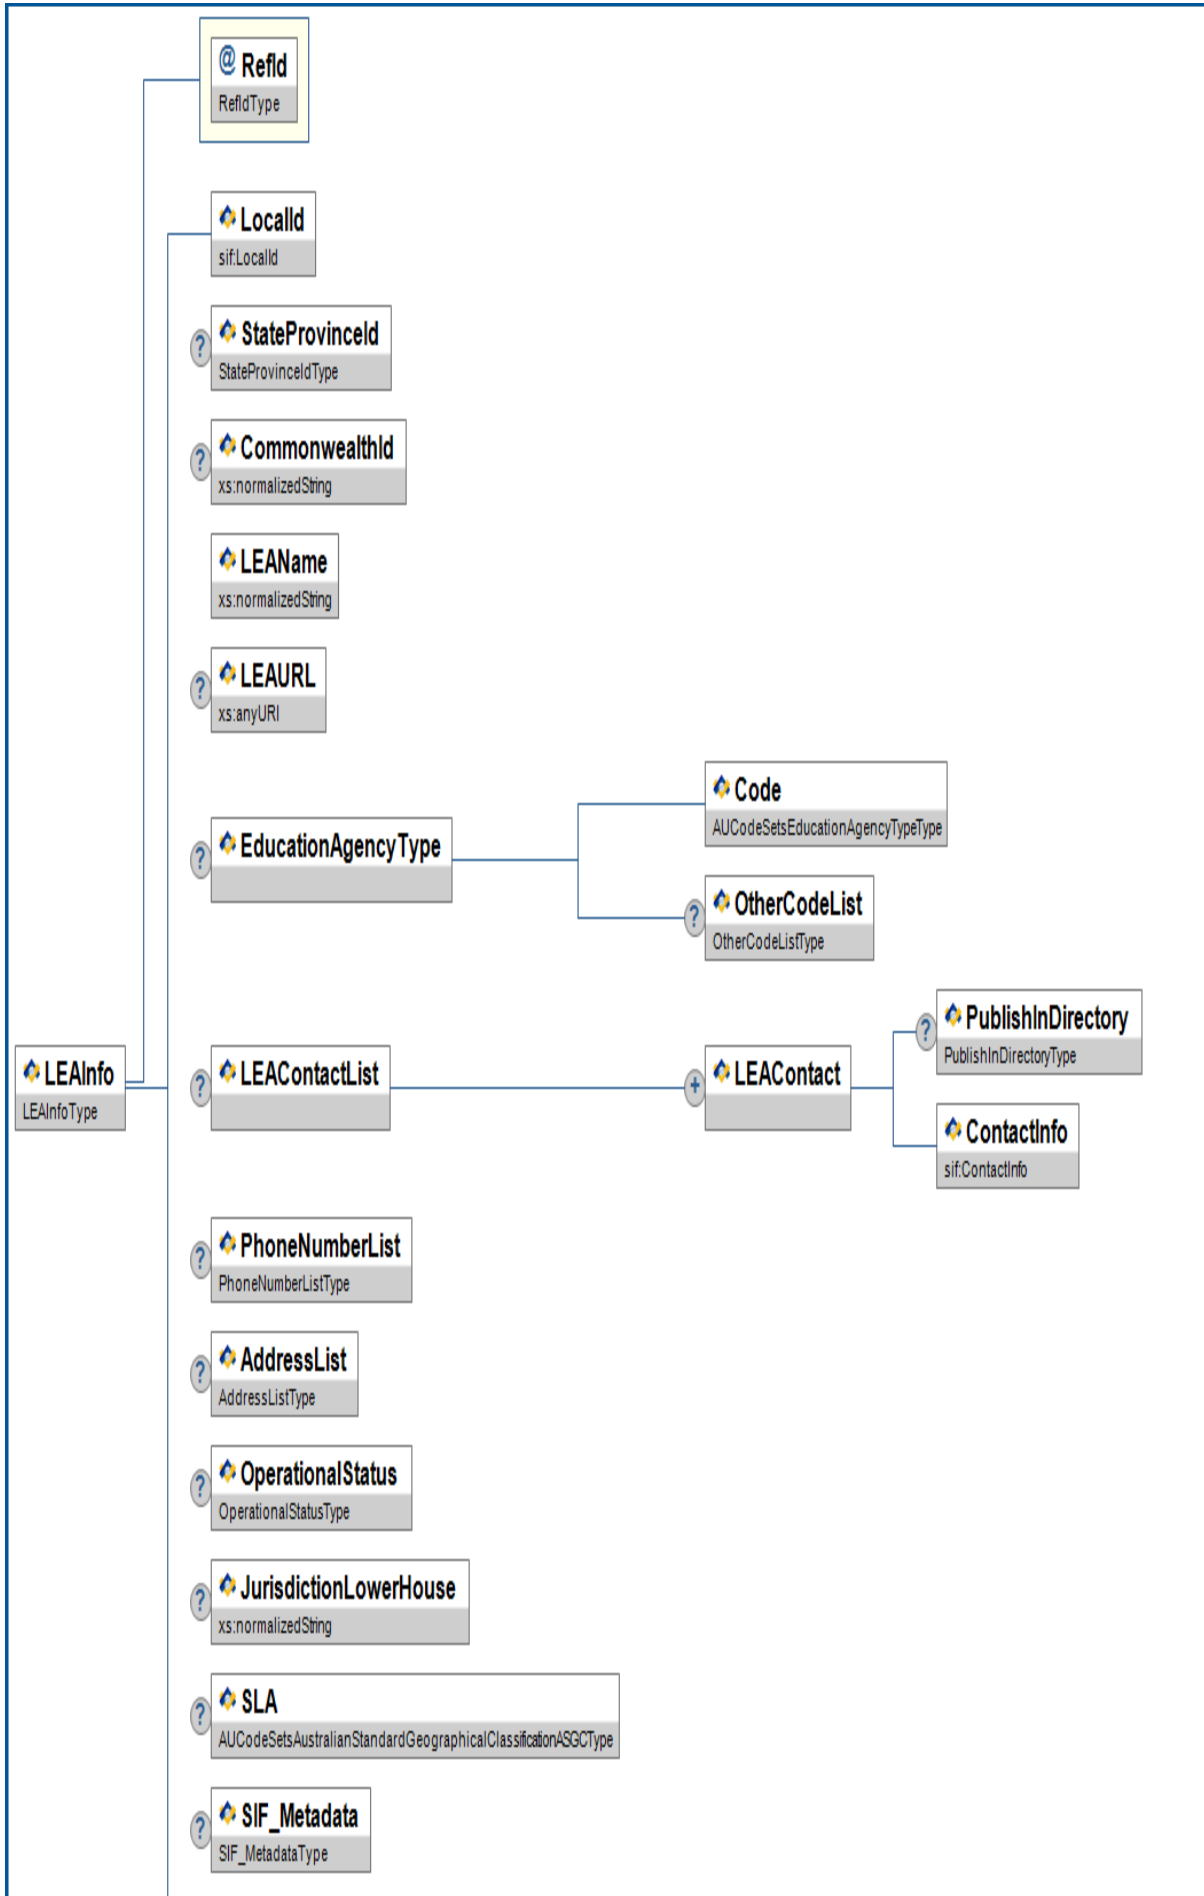 @ RefId
RefIdType
LocalId
sif:LocalId
? StateProvinceId
StateProvinceIdType
? CommonwealthId
xs:normalizedString
LEAName
xs:normalizedString
? LEAURL
xs:anyURI
Code
AUCodeSetsEducationAgencyTypeType
? EducationAgencyType
? OtherCodeList
OtherCodeListType
? PublishInDirectory
PublishInDirectoryType
LEAInfo
LEAInfoType
? LEAContactList
+ LEAContact
ContactInfo
sif:ContactInfo
? PhoneNumberList
PhoneNumberListType
? AddressList
AddressListType
? OperationalStatus
OperationalStatusType
? JurisdictionLowerHouse
xs:normalizedString
? SLA
AUCodeSetsAustralianStandardGeographicalClassificationASGCType
? SIF_Metadata
SIF_MetadataType